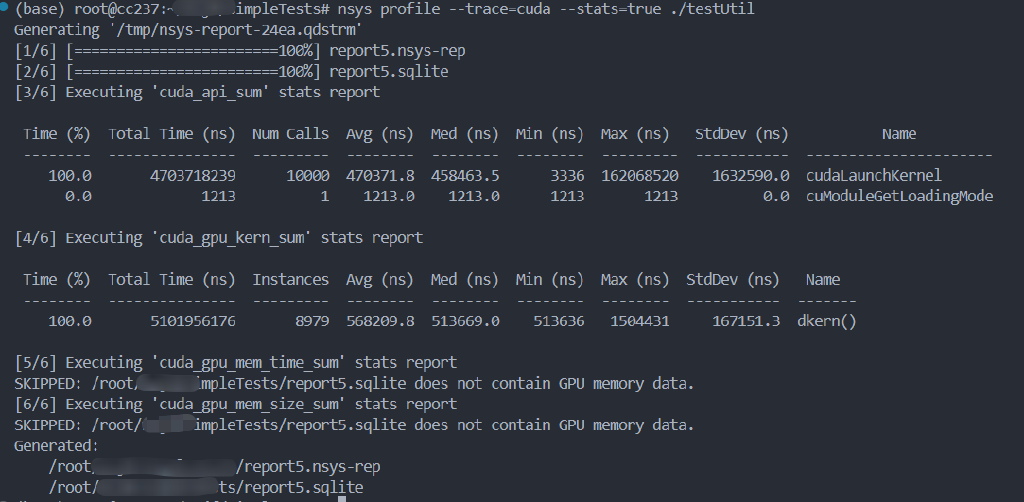 (base) root@cc237:~ simpleTests# nsys profile --trace=cuda --stats=true ./testUtil
Generating '/tmp/nsys-report-24ea.qdstrm'
[1/6] [========================100%] report5.nsys-rep
[2/6] [========================100%] report5.sqlite
[3/6] Executing 'cuda_api_sum' stats report
Time (%) Total Time (ns) Num Calls Avg (ns) Med (ns) Min (ns) Max (ns) StdDev (ns) Name
-------- --------------- --------- -------- -------- -------- --------- ----------- ----------------------
100.0 4703718239 10000 470371.8 458463.5 3336 162068520 1632590.0 cudaLaunchKernel
0.0 1213 1 1213.0 1213.0 1213 1213 0.0 cuModuleGetLoadingMode
[4/6] Executing 'cuda_gpu_kern_sum' stats report
Time (%) Total Time (ns) Instances Avg (ns) Med (ns) Min (ns) Max (ns) StdDev (ns) Name
-------- --------------- --------- -------- -------- -------- -------- ----------- -------
100.0 5101956176 8979 568209.8 513669.0 513636 1504431 167151.3 dkern()
[5/6] Executing 'cuda_gpu_mem_time_sum' stats report
SKIPPED: /root/ impleTests/report5.sqlite does not contain GPU memory data.
[6/6] Executing 'cuda_gpu_mem_size_sum' stats report
SKIPPED: /root/ impleTests/report5.sqlite does not contain GPU memory data.
Generated:
/root/ /report5.nsys-rep
/root/ ts/report5.sqlite